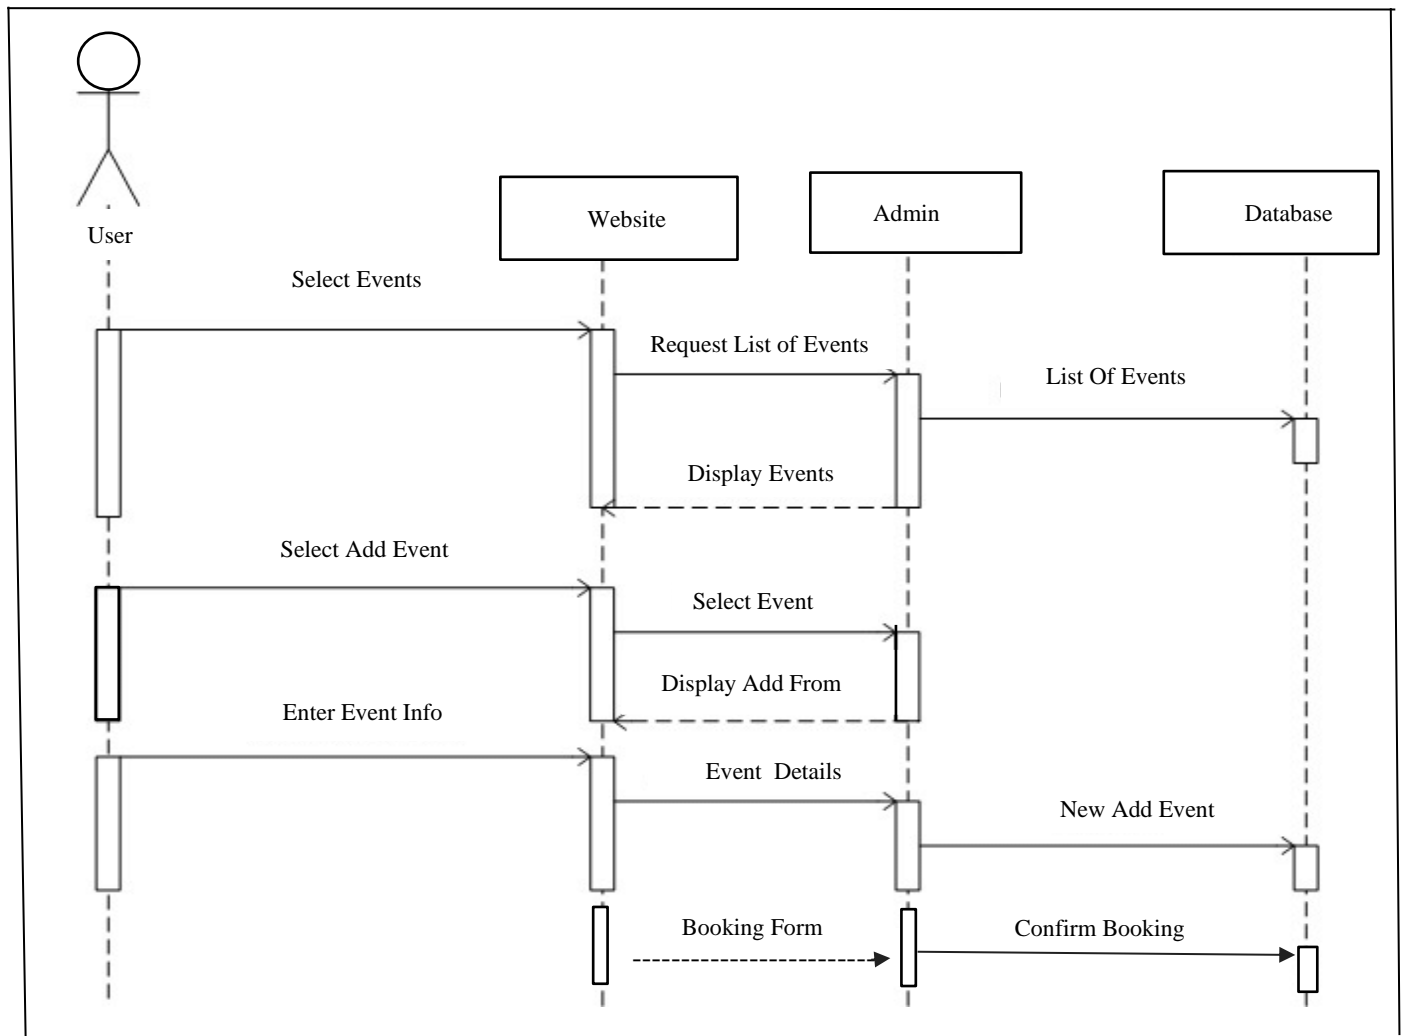 User
Website
Admin
Database
Select Events
Request List of Events
List Of Events
Display Events
Select Add Event
Select Event
Display Add From
Enter Event Info
Event Details
New Add Event
Booking Form
Confirm Booking